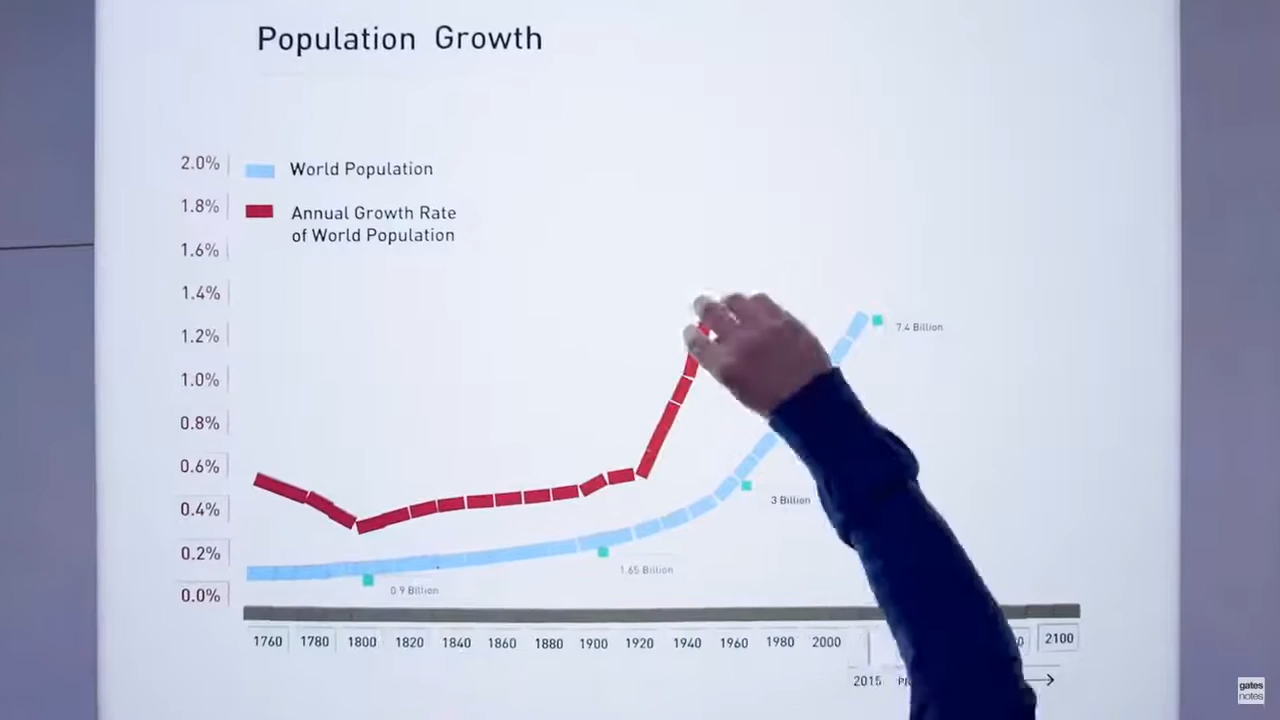 Population Growth
2.0%
1.8%
1.6%
1.4%
1.2%
1.0%
0.8%
0.6%
0.4%
0.2%
0.0%
World Population
Annual Growth Rate
of World Population
7.4 Billion
3 Billion
1.65 Billion
0.9 Billion
1760 1780 1800 1820 1840 1860 1880 1900 1920 1940 1960 1980 2000 2100
2015
gates
notes